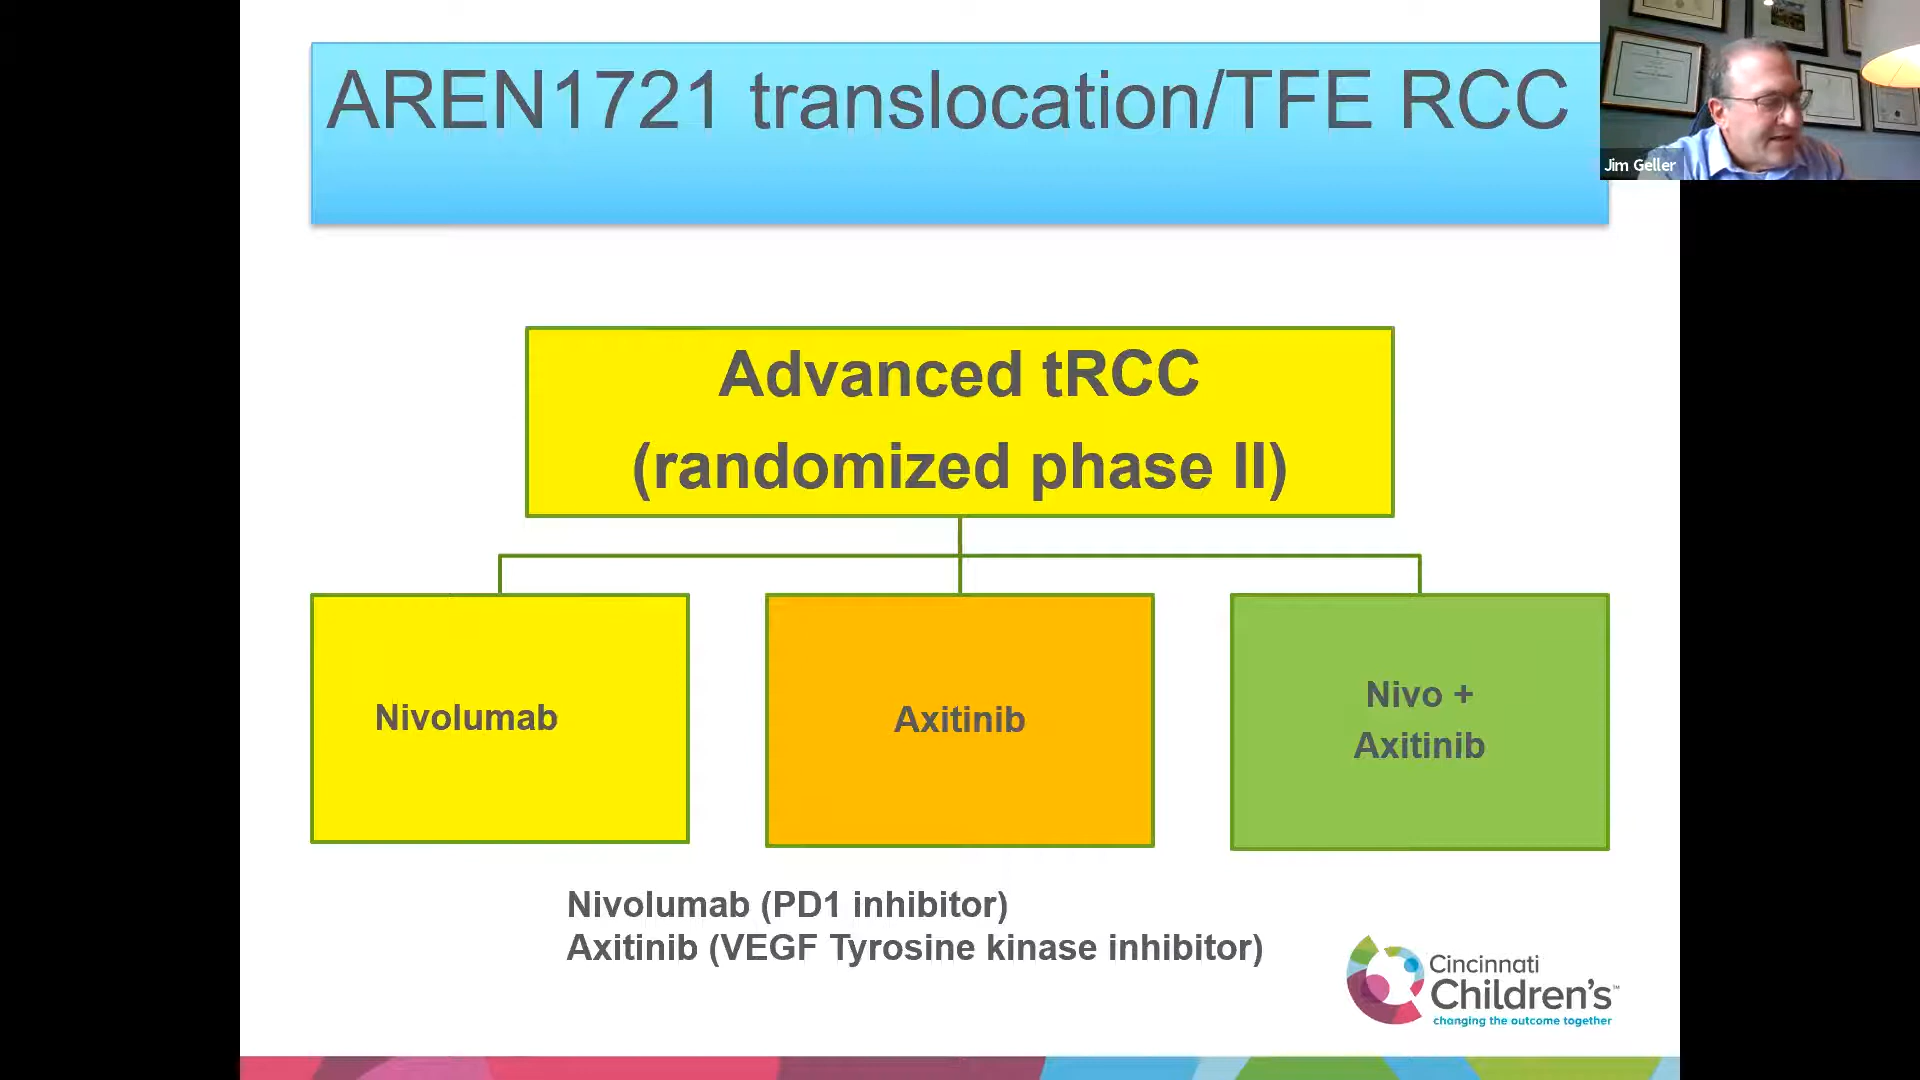 AREN1721 translocation/TFE RCC
Jim Geller
Advanced tRCC
(randomized phase II)
Nivolumab
Axitinib
Nivo +
Axitinib
Nivolumab (PD1 inhibitor)
Axitinib (VEGF Tyrosine kinase inhibitor)
Cincinnati
Children's™
changing the outcome together